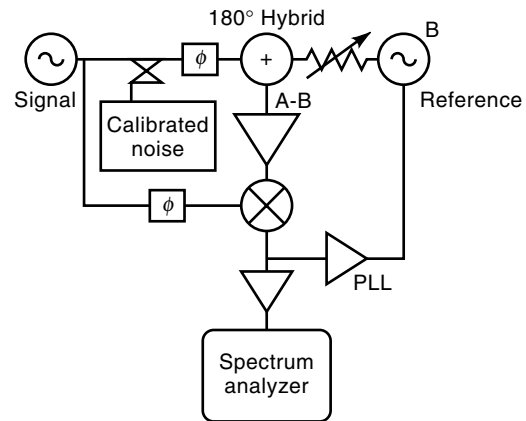 180° Hybrid
B
ϕ
+
Signal
A-B
Reference
Calibrated
noise
ϕ
PLL
Spectrum
analyzer